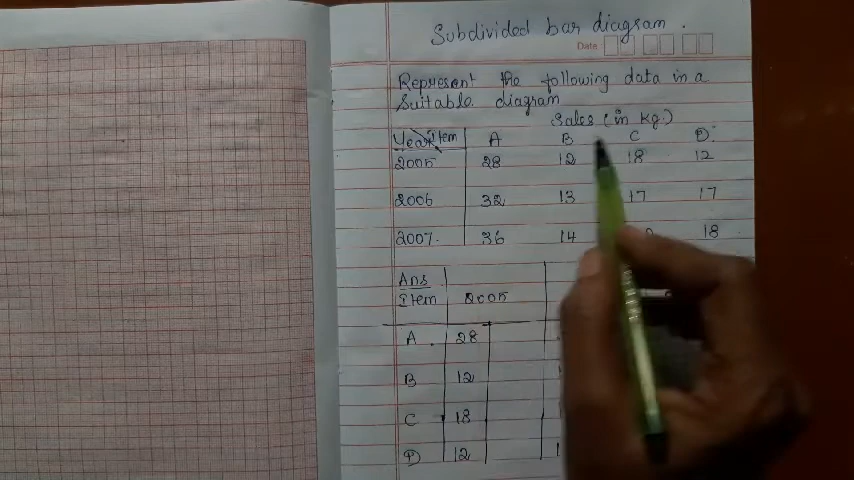 Subdivided bar diagram.
Date
Represent the following data in a
Suitable diagram
Sales (in kg.)
Year Item A B C D
2005 28 12 18 12
2006 32 13 17 17
2007 36 14 18
Ans
Item 2005
A 28
B 12
C 18
D 12